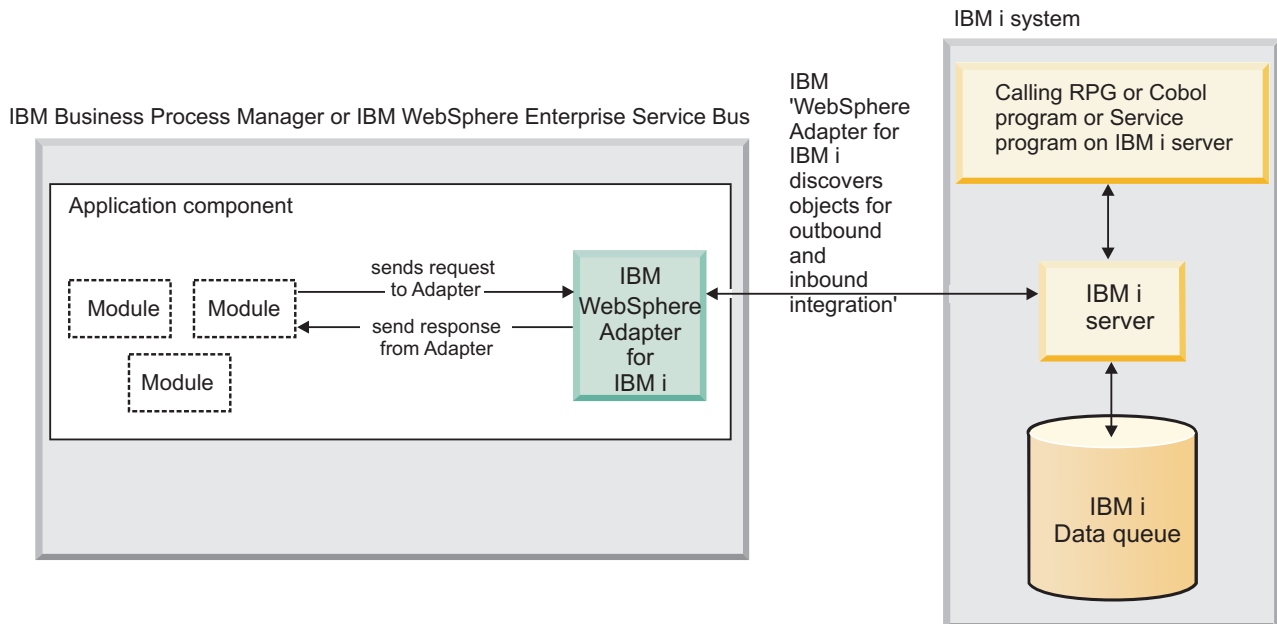 IBM i system
IBM Business Process Manager or IBM WebSphere Enterprise Service Bus
Application component
Module
Module
Module
sends request
to Adapter
send response
from Adapter
IBM
WebSphere
Adapter
for
IBM i
IBM
'WebSphere
Adapter for
IBM i
discovers
objects for
outbound
and
inbound
integration'
Calling RPG or Cobol
program or Service
program on IBM i server
IBM i
server
IBM i
Data queue